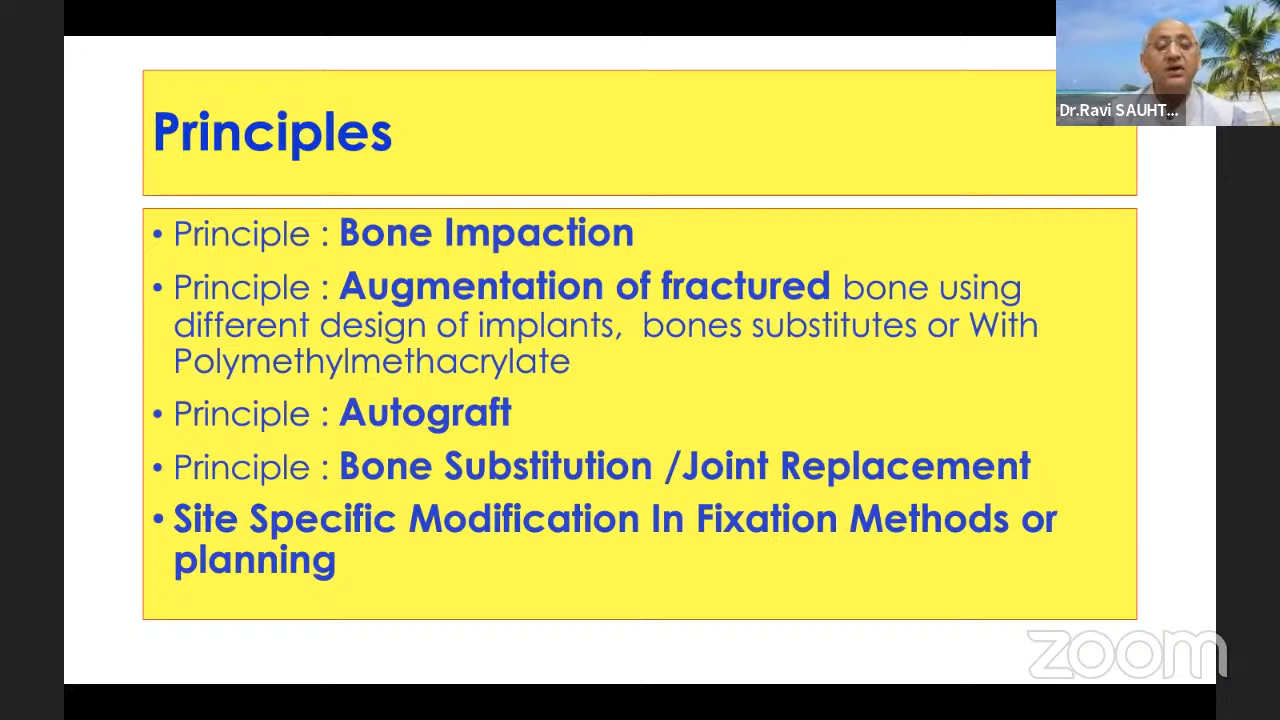 Principles
Dr.Ravi SAUHT...
• Principle : Bone Impaction
• Principle : Augmentation of fractured bone using
different design of implants, bones substitutes or With
Polymethylmethacrylate
• Principle : Autograft
• Principle : Bone Substitution /Joint Replacement
• Site Specific Modification In Fixation Methods or
planning
zoom